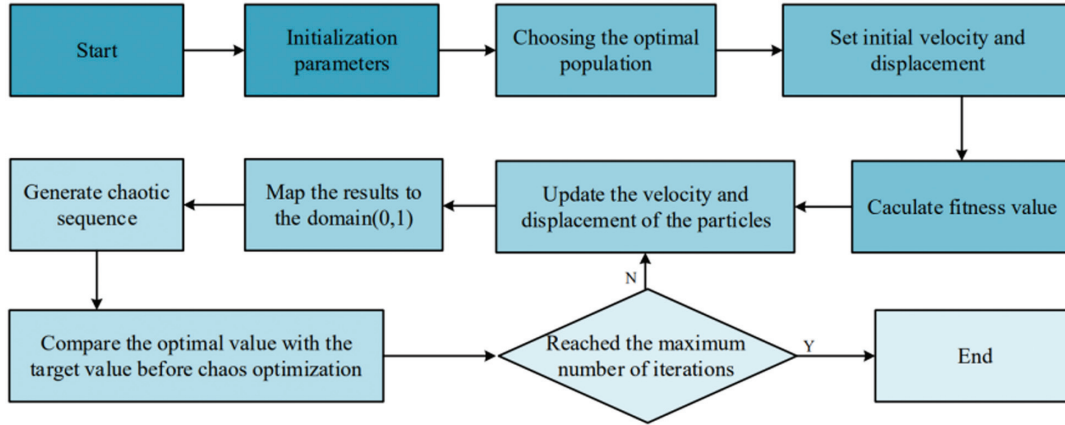 Start
Initialization
parameters
Choosing the optimal
population
Set initial velocity and
displacement
Generate chaotic
sequence
Map the results to
the domain(0,1)
Update the velocity and
displacement of the particles
Caculate fitness value
N
Compare the optimal value with the
target value before chaos optimization
Reached the maximum
number of iterations
Y
End